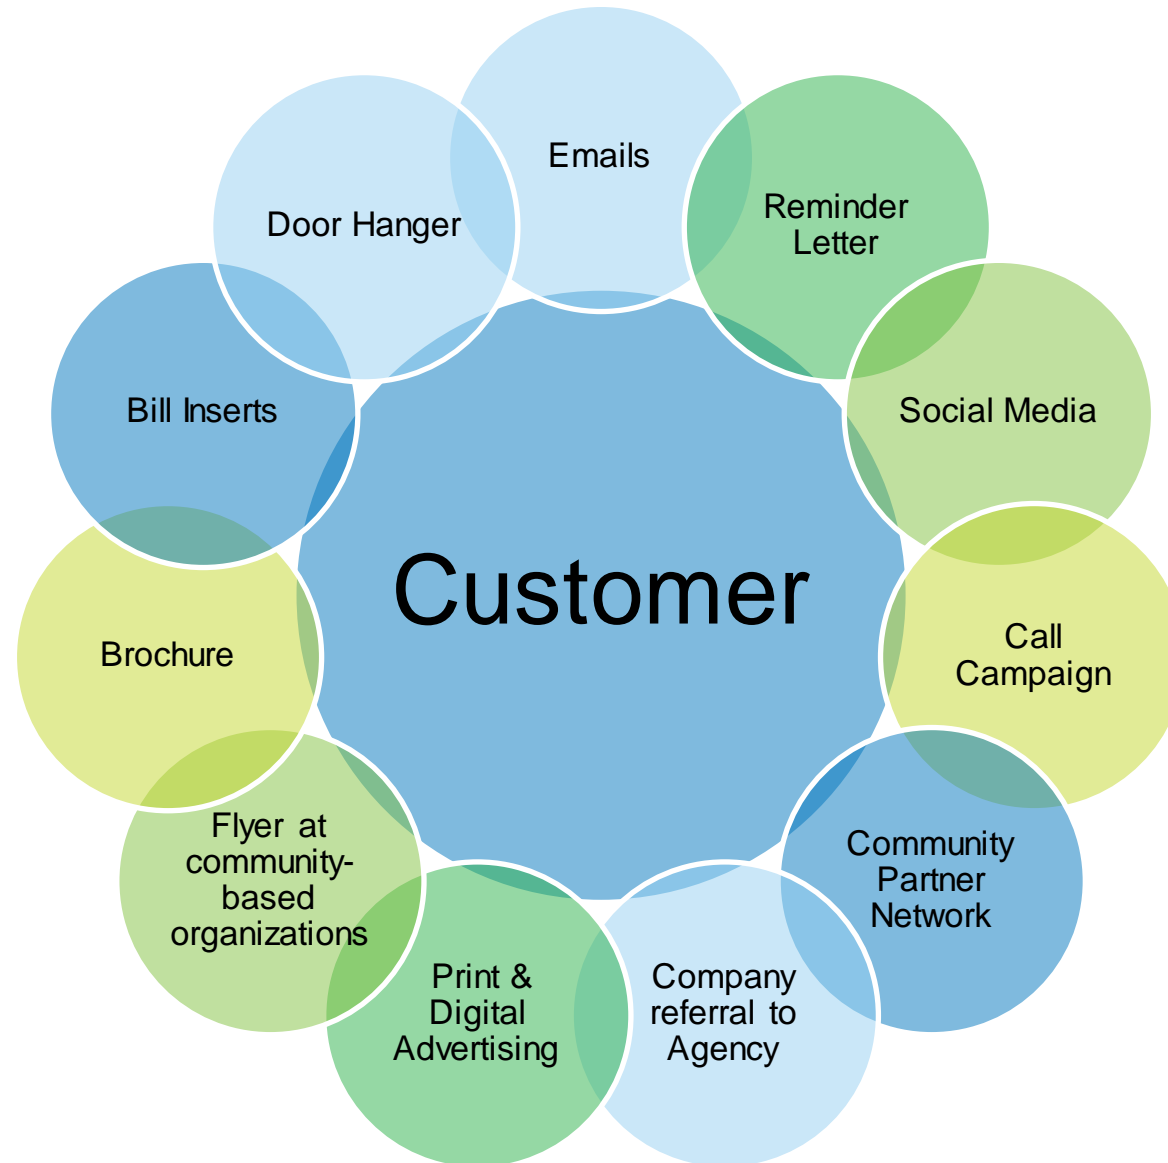 Emails
Reminder
Letter
Social Media
Call
Campaign
Community
Partner
Network
Company
referral to
Agency
Print &
Digital
Advertising
Flyer at
community-
based
organizations
Brochure
Bill Inserts
Door Hanger
Customer